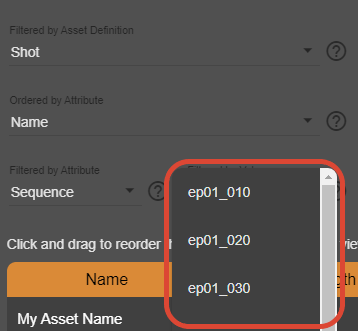 Filtered by Asset Definition
Shot
Ordered by Attribute
Name
Filtered by Attribute
Sequence
ep01_010
ep01_020
ep01_030
Click and drag to reorder
Name
My Asset Name